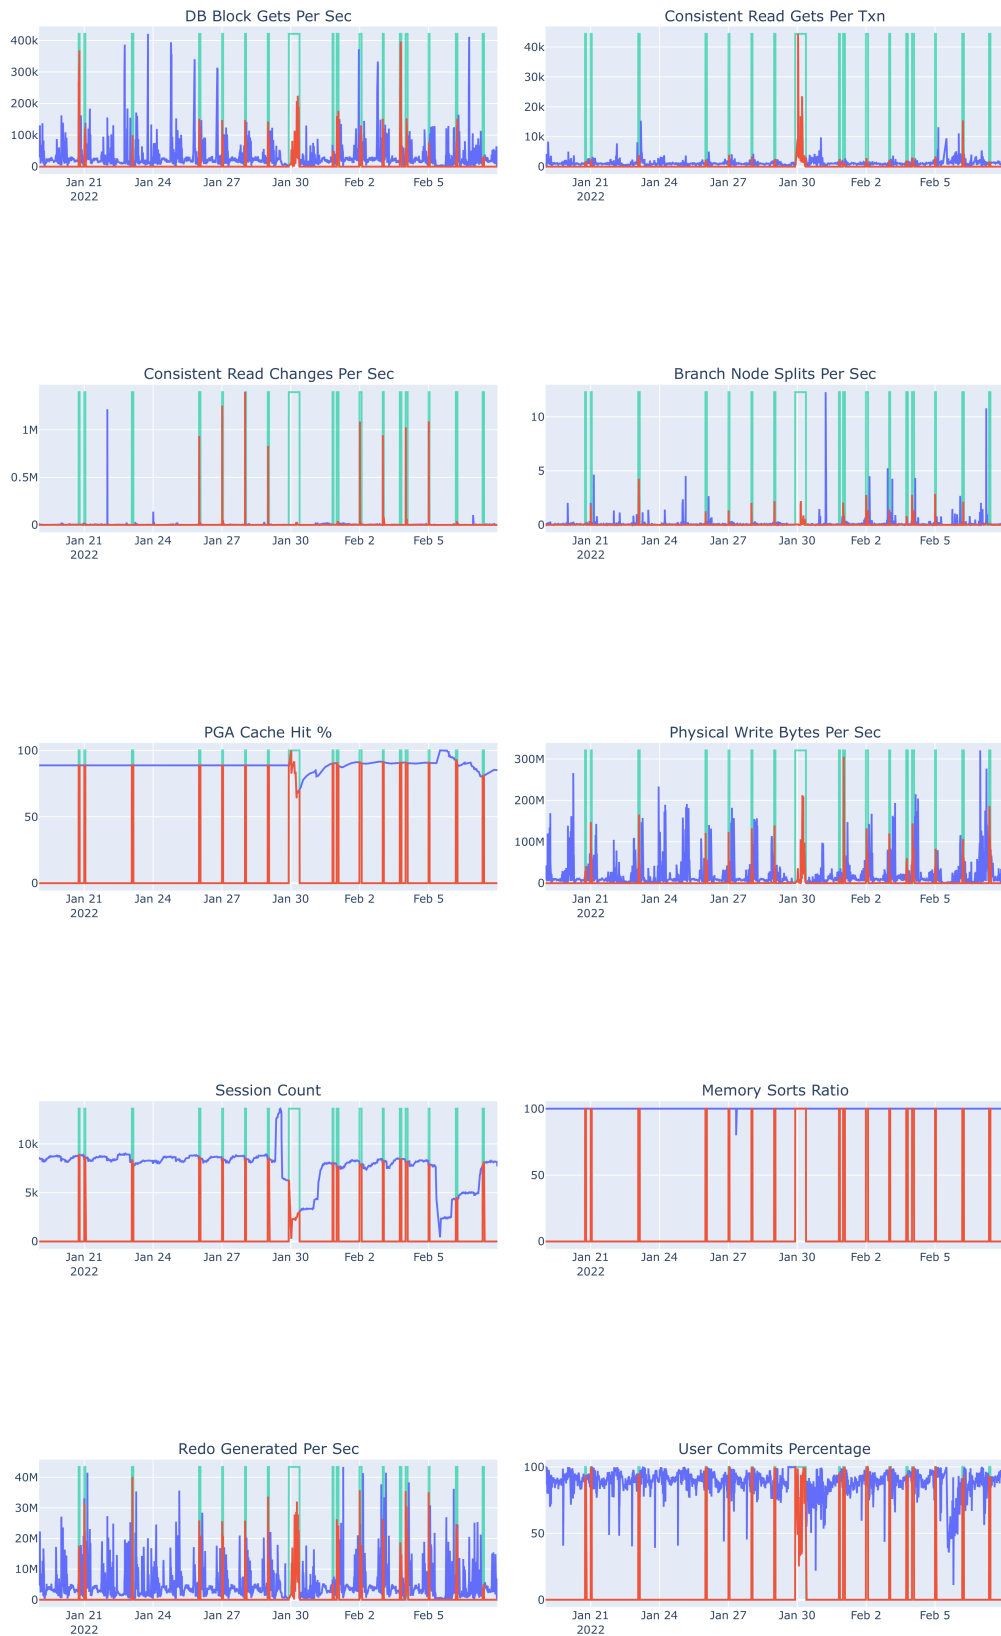 DB Block Gets Per Sec
400k
300k
200k
100k
0
Jan 21 Jan 24 Jan 27 Jan 30 Feb 2 Feb 5
2022
Consistent Read Gets Per Txn
40k
30k
20k
10k
0
Jan 21 Jan 24 Jan 27 Jan 30 Feb 2 Feb 5
2022
Consistent Read Changes Per Sec
1M
0.5M
0
Jan 21 Jan 24 Jan 27 Jan 30 Feb 2 Feb 5
2022
Branch Node Splits Per Sec
10
5
0
Jan 21 Jan 24 Jan 27 Jan 30 Feb 2 Feb 5
2022
PGA Cache Hit %
100
50
0
Jan 21 Jan 24 Jan 27 Jan 30 Feb 2 Feb 5
2022
Physical Write Bytes Per Sec
300M
200M
100M
0
Jan 21 Jan 24 Jan 27 Jan 30 Feb 2 Feb 5
2022
Session Count
10k
5k
0
Jan 21 Jan 24 Jan 27 Jan 30 Feb 2 Feb 5
2022
Memory Sorts Ratio
100
50
0
Jan 21 Jan 24 Jan 27 Jan 30 Feb 2 Feb 5
2022
Redo Generated Per Sec
40M
30M
20M
10M
0
Jan 21 Jan 24 Jan 27 Jan 30 Feb 2 Feb 5
2022
User Commits Percentage
100
50
0
Jan 21 Jan 24 Jan 27 Jan 30 Feb 2 Feb 5
2022